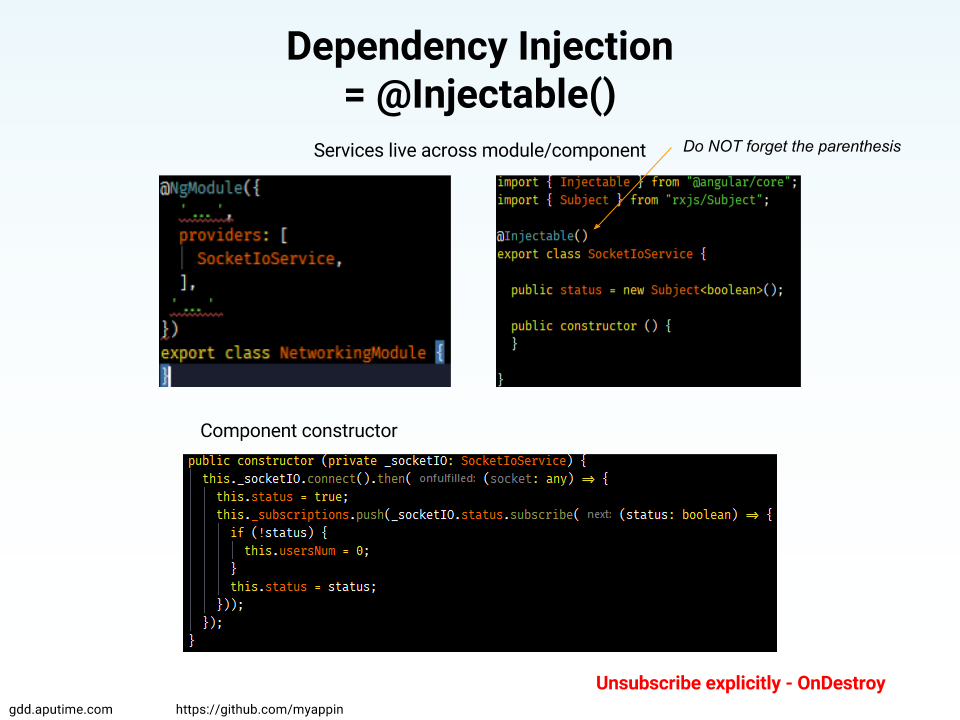 Dependency Injection
= @Injectable()
Services live across module/component
Do NOT forget the parenthesis
@NgModule({
'...',
providers: [
SocketIoService,
],
'...'
})
export class NetworkingModule {
}
import { Injectable } from "@angular/core";
import { Subject } from "rxjs/Subject";
@Injectable()
export class SocketIoService {
public status = new Subject<boolean>();
public constructor () {
}
}
Component constructor
public constructor (private _socketIO: SocketIoService) {
this._socketIO.connect().then( onfulfilled: (socket: any) => {
this.status = true;
this._subscriptions.push(_socketIO.status.subscribe( next: (status: boolean) => {
if (!status) {
this.usersNum = 0;
}
this.status = status;
}));
});
}
Unsubscribe explicitly - OnDestroy
gdd.aputime.com
https://github.com/myappin